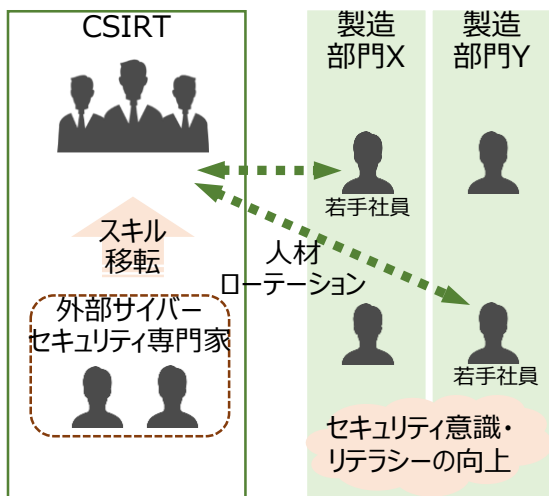 CSIRT
製造
部門X
製造
部門Y
若手社員
スキル
移転
人材
ローテーション
外部サイバー
セキュリティ専門家
若手社員
セキュリティ意識・
リテラシーの向上